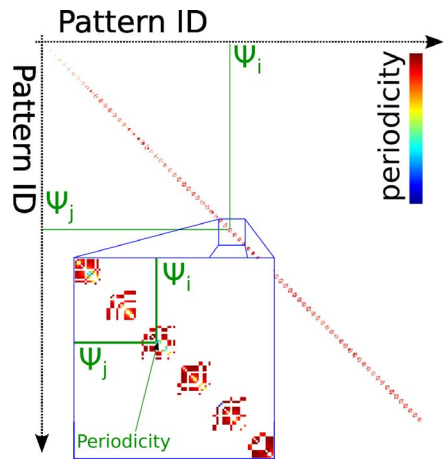 Pattern ID
Ψi
periodicity
Pattern ID
Ψj
Ψi
Ψj
Periodicity